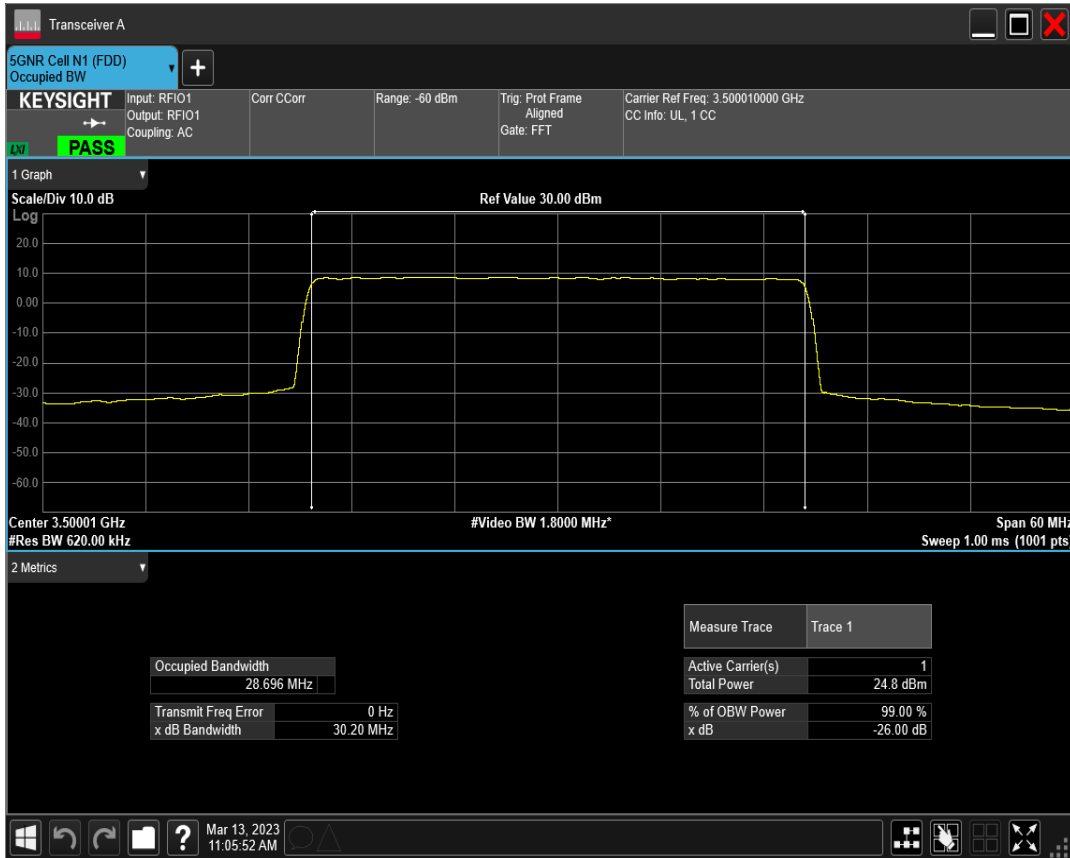 Transceiver A
5GNR Cell N1 (FDD)
Occupied BW
+
KEYSIGHT
LXI
PASS
Input: RFIO1
Output: RFIO1
Coupling: AC
Corr CCorr
Range: -60 dBm
Trig: Prot Frame
Aligned
Gate: FFT
Carrier Ref Freq: 3.500010000 GHz
CC Info: UL, 1 CC
1 Graph
Scale/Div 10.0 dB
Ref Value 30.00 dBm
Log
20.0
10.0
0.00
-10.0
-20.0
-30.0
-40.0
-50.0
-60.0
Center 3.50001 GHz
#Video BW 1.8000 MHz*
Span 60 MHz
#Res BW 620.00 kHz
Sweep 1.00 ms (1001 pts)
2 Metrics
Measure Trace Trace 1
Occupied Bandwidth
28.696 MHz
Active Carrier(s) 1
Total Power 24.8 dBm
Transmit Freq Error 0 Hz
x dB Bandwidth 30.20 MHz
% of OBW Power 99.00 %
x dB -26.00 dB
?
Mar 13, 2023
11:05:52 AM